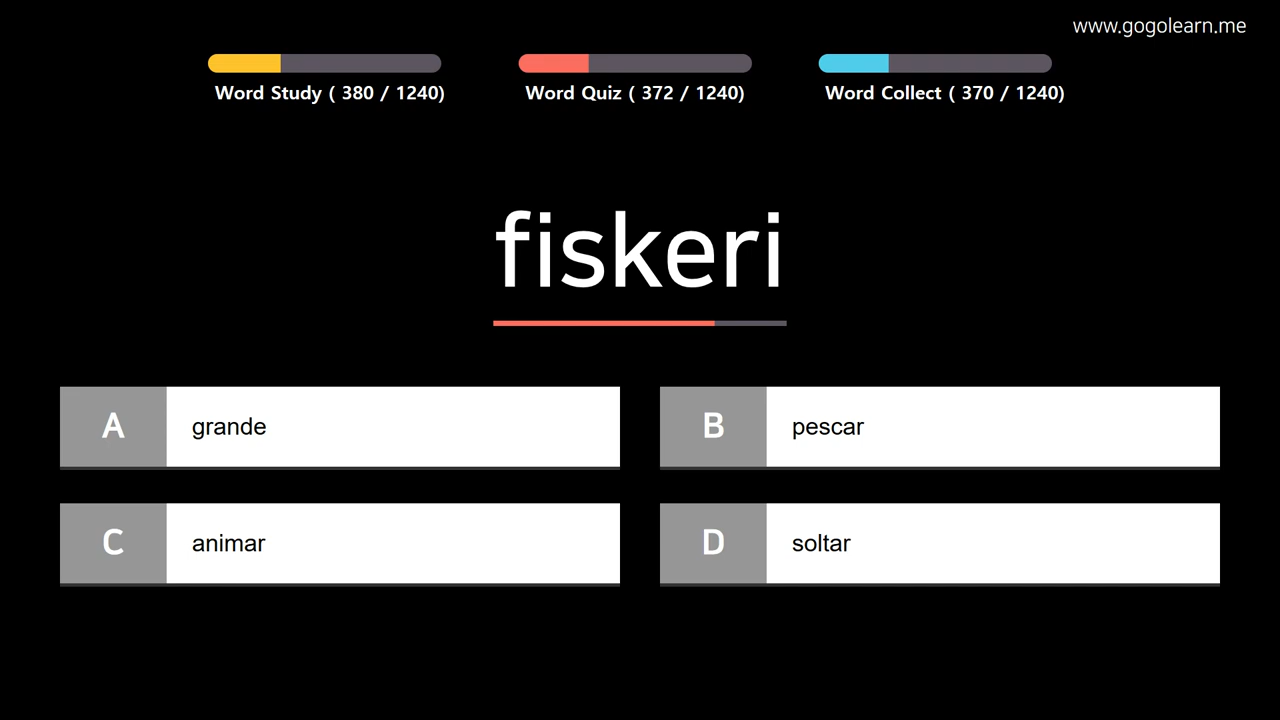 www.gogolearn.me
Word Study ( 380 / 1240)
Word Quiz ( 372 / 1240)
Word Collect ( 370 / 1240)
fiskeri
A grande
B pescar
C animar
D soltar